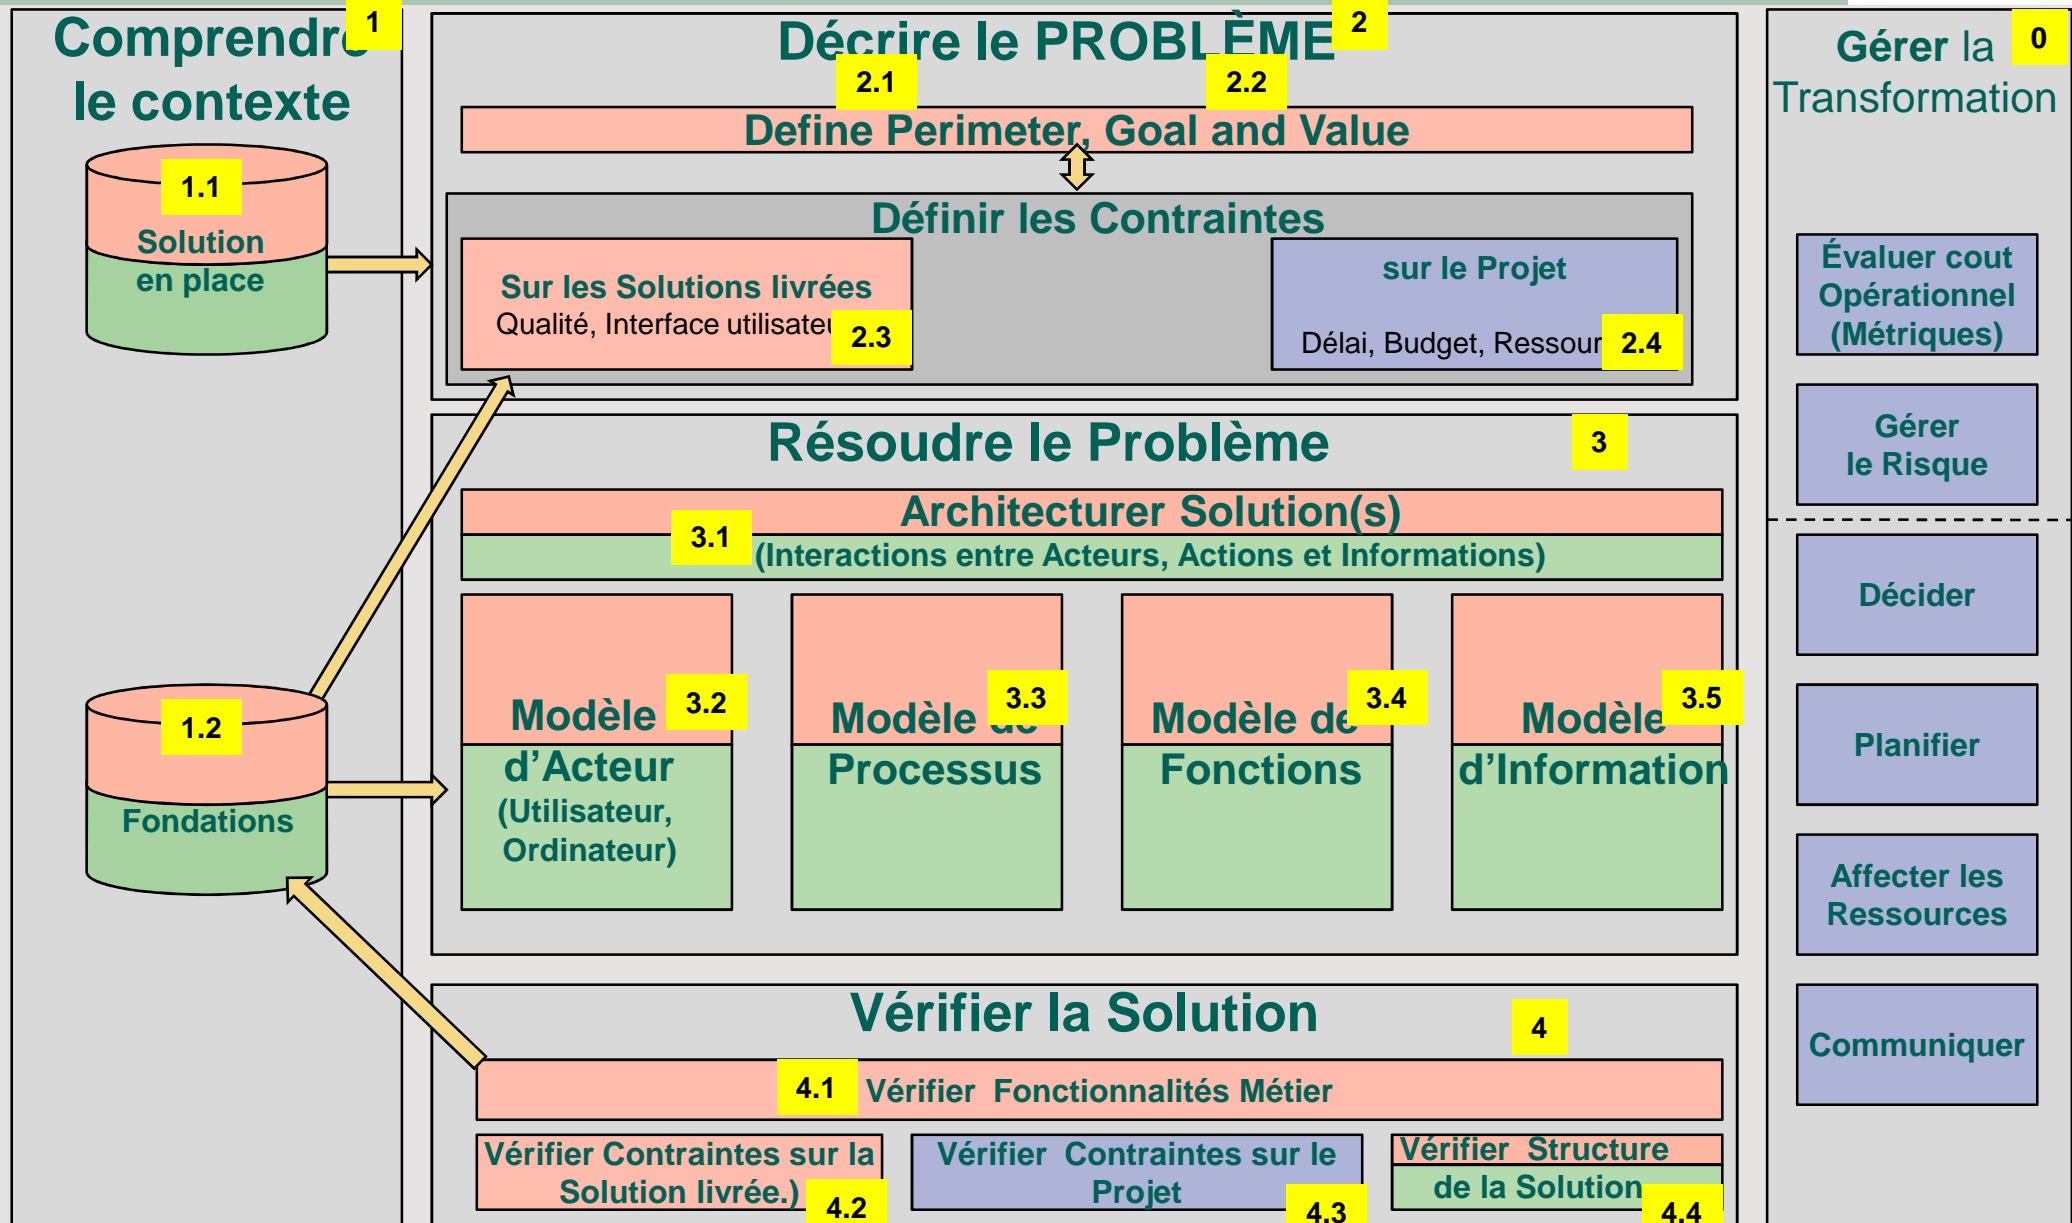 Comprendre
1
le contexte
1.1
Solution
en place
1.2
Fondations
Décrire le PROBLÈME
2
2.1
2.2
Define Perimeter, Goal and Value
Définir les Contraintes
Sur les Solutions livrées
Qualité, Interface
2.3
sur le Projet
Délai, Budget,
2.4
Résoudre le Problème
3
Architecturer Solution(s)
3.1
(Interactions entre Acteurs, Actions et Informations)
Modèle
3.2
d’Acteur
(Utilisateur,
Ordinateur)
3.3
Modèle de
Processus
3.4
Modèle de
Fonctions
3.5
Modèle
d’Information
Vérifier la Solution
4
4.1
Vérifier Fonctionnalités Métier
Vérifier Contraintes sur la
Solution livrée.)
4.2
Vérifier Contraintes sur le
Projet
4.3
Vérifier Structure
de la Solution
4.4
Gérer la
0
Transformation
Évaluer cout
Opérationnel
(Métriques)
Gérer
le Risque
Décider
Planifier
Affecter les
Ressources
Communiquer